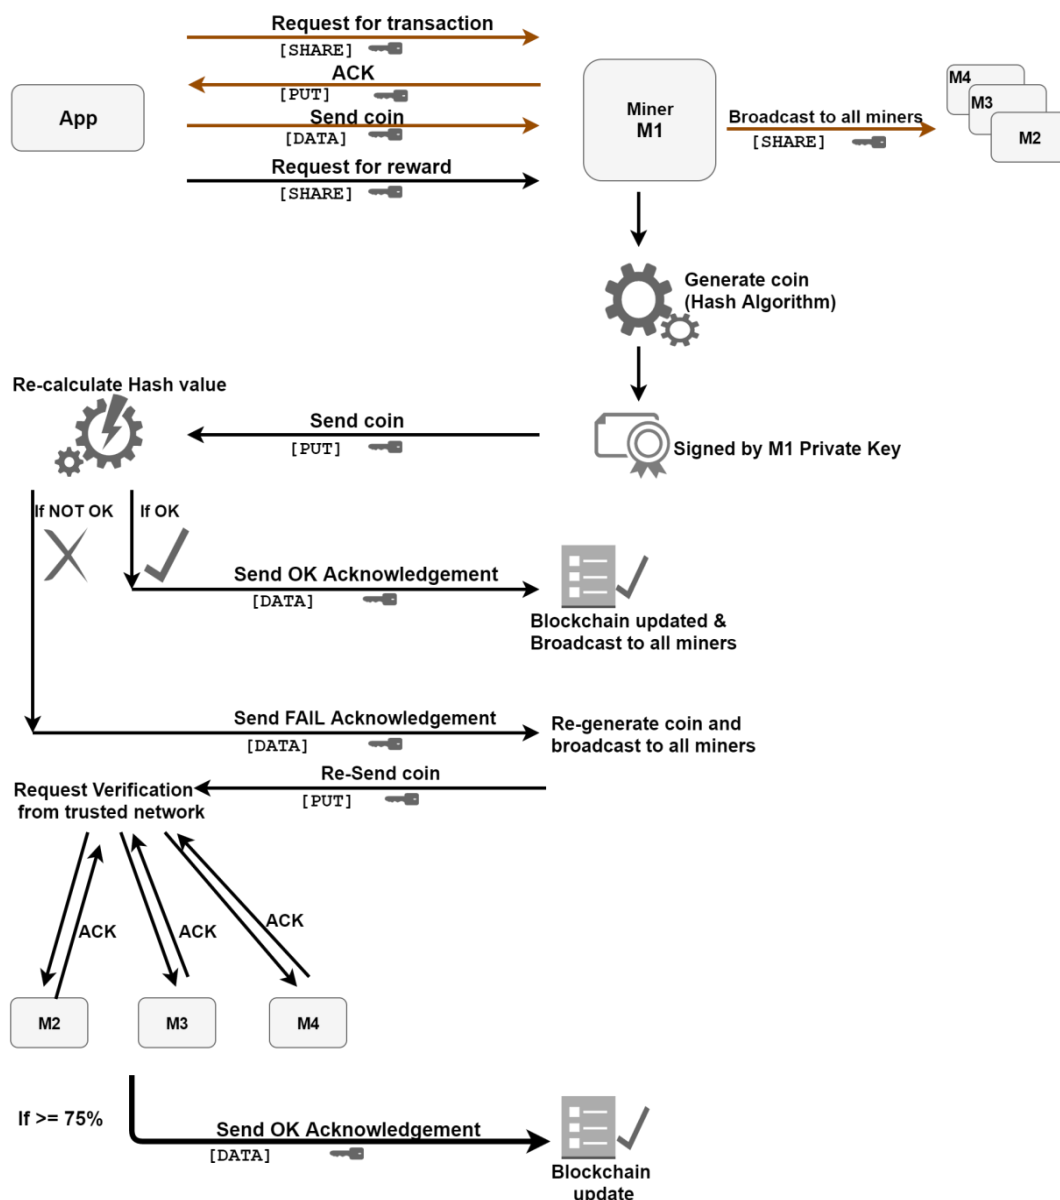 Request for transaction
[SHARE]
ACK
[PUT]
Send coin
[DATA]
Request for reward
[SHARE]
App
Miner
M1
Broadcast to all miners
[SHARE]
M4
M3
M2
Generate coin
(Hash Algorithm)
Re-calculate Hash value
Send coin
[PUT]
Signed by M1 Private Key
If NOT OK
If OK
Send OK Acknowledgement
[DATA]
Blockchain updated &
Broadcast to all miners
Send FAIL Acknowledgement
[DATA]
Re-generate coin and
broadcast to all miners
Re-Send coin
[PUT]
Request Verification
from trusted network
ACK
ACK
ACK
M2
M3
M4
If >= 75%
Send OK Acknowledgement
[DATA]
Blockchain
update